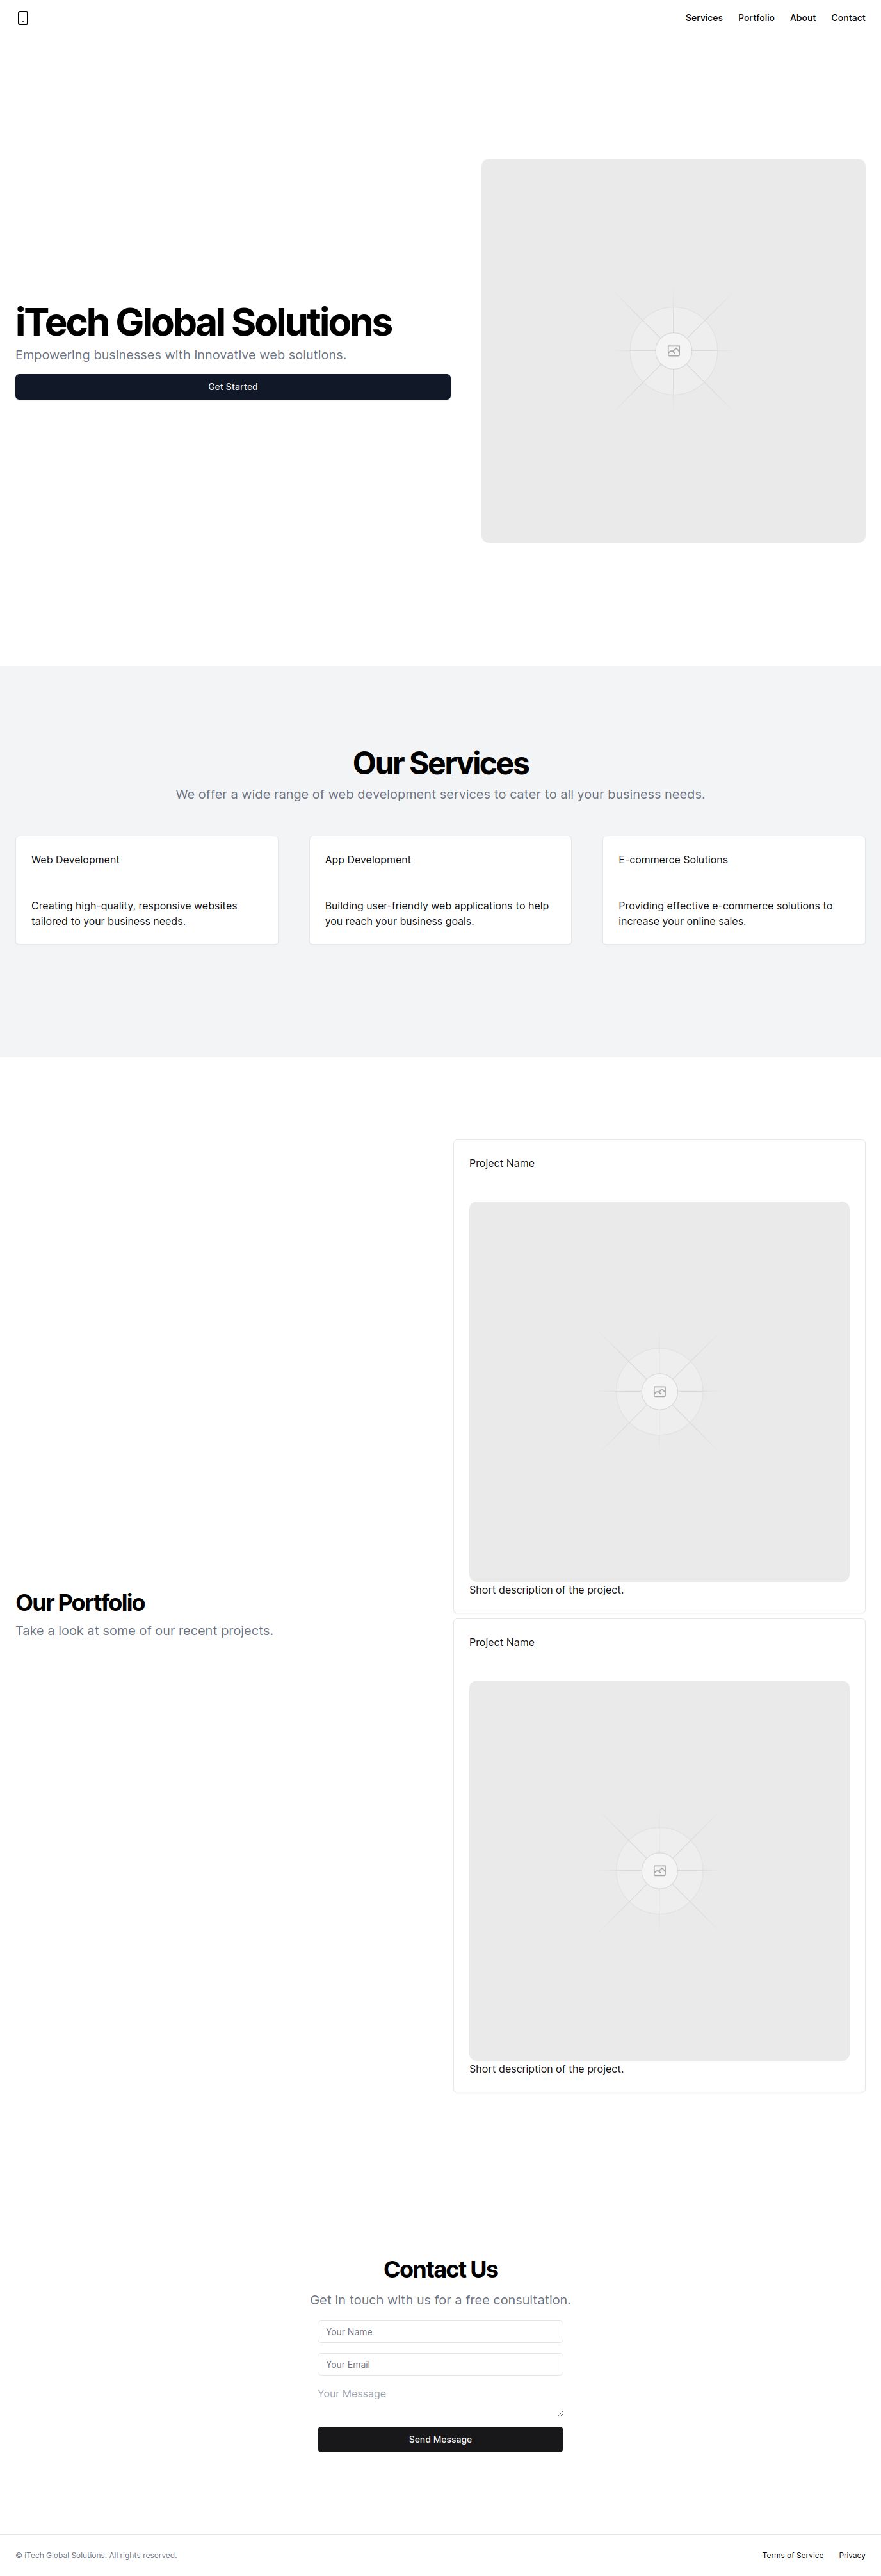 Services Portfolio About Contact
iTech Global Solutions
Empowering businesses with innovative web solutions.
Get Started
Our Services
We offer a wide range of web development services to cater to all your business needs.
Web Development
Creating high-quality, responsive websites
tailored to your business needs.
App Development
Building user-friendly web applications to help
you reach your business goals.
E-commerce Solutions
Providing effective e-commerce solutions to
increase your online sales.
Our Portfolio
Take a look at some of our recent projects.
Project Name
Short description of the project.
Project Name
Short description of the project.
Contact Us
Get in touch with us for a free consultation.
Your Name
Your Email
Your Message
Send Message
© iTech Global Solutions. All rights reserved.
Terms of Service Privacy